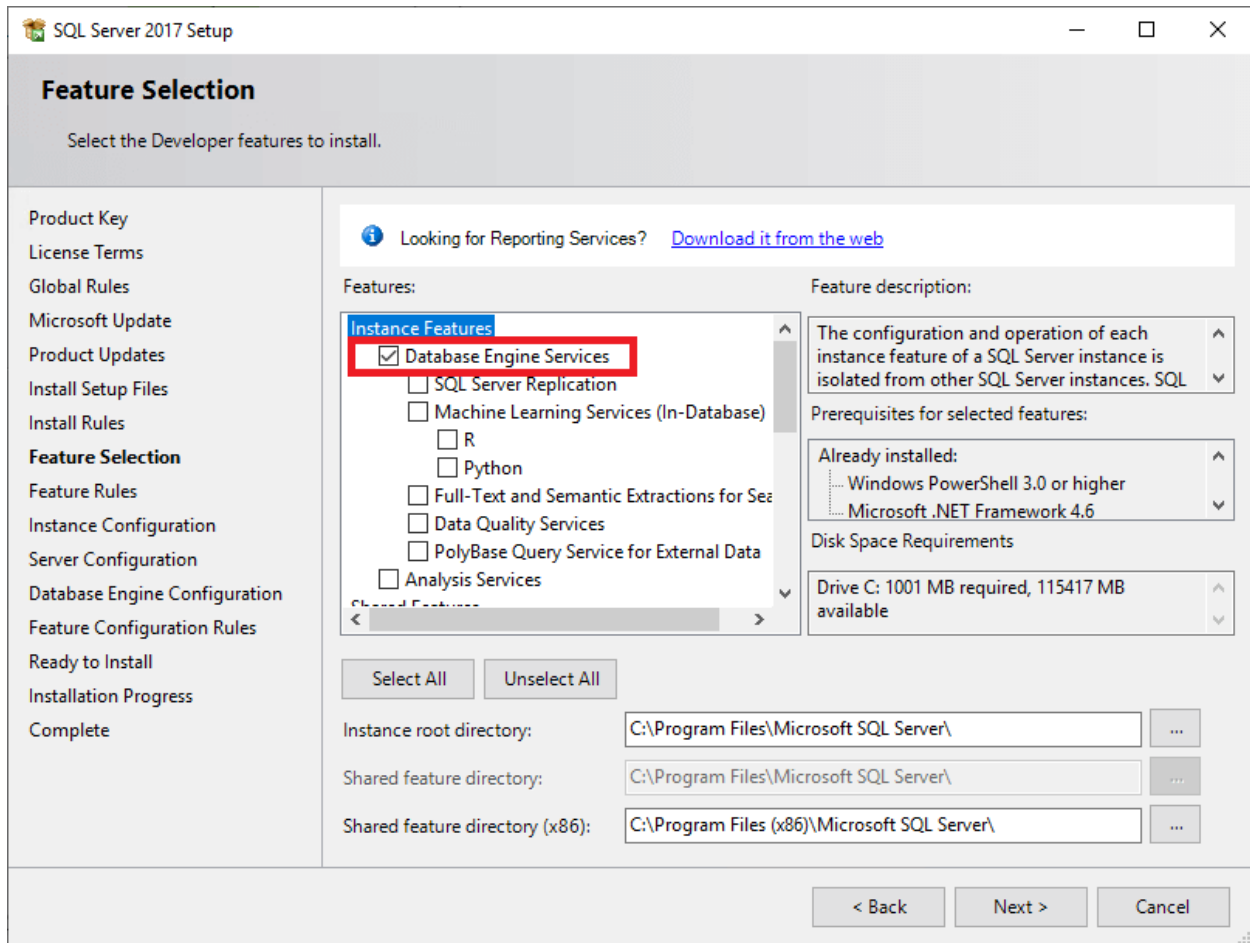 SQL Server 2017 Setup
Feature Selection
Select the Developer features to install.
Product Key
License Terms
Global Rules
Microsoft Update
Product Updates
Install Setup Files
Install Rules
Feature Selection
Feature Rules
Instance Configuration
Server Configuration
Database Engine Configuration
Feature Configuration Rules
Ready to Install
Installation Progress
Complete
Looking for Reporting Services? Download it from the web
Features:
Instance Features
Database Engine Services
SQL Server Replication
Machine Learning Services (In-Database)
R
Python
Full-Text and Semantic Extractions for Sea
Data Quality Services
PolyBase Query Service for External Data
Analysis Services
Shared Features
Feature description:
The configuration and operation of each
instance feature of a SQL Server instance is
isolated from other SQL Server instances. SQL
Prerequisites for selected features:
Already installed:
Windows PowerShell 3.0 or higher
Microsoft .NET Framework 4.6
Disk Space Requirements
Drive C: 1001 MB required, 115417 MB
available
Select All
Unselect All
Instance root directory:
C:\Program Files\Microsoft SQL Server\
...
Shared feature directory:
C:\Program Files\Microsoft SQL Server\
...
Shared feature directory (x86):
C:\Program Files (x86)\Microsoft SQL Server\
...
< Back
Next >
Cancel